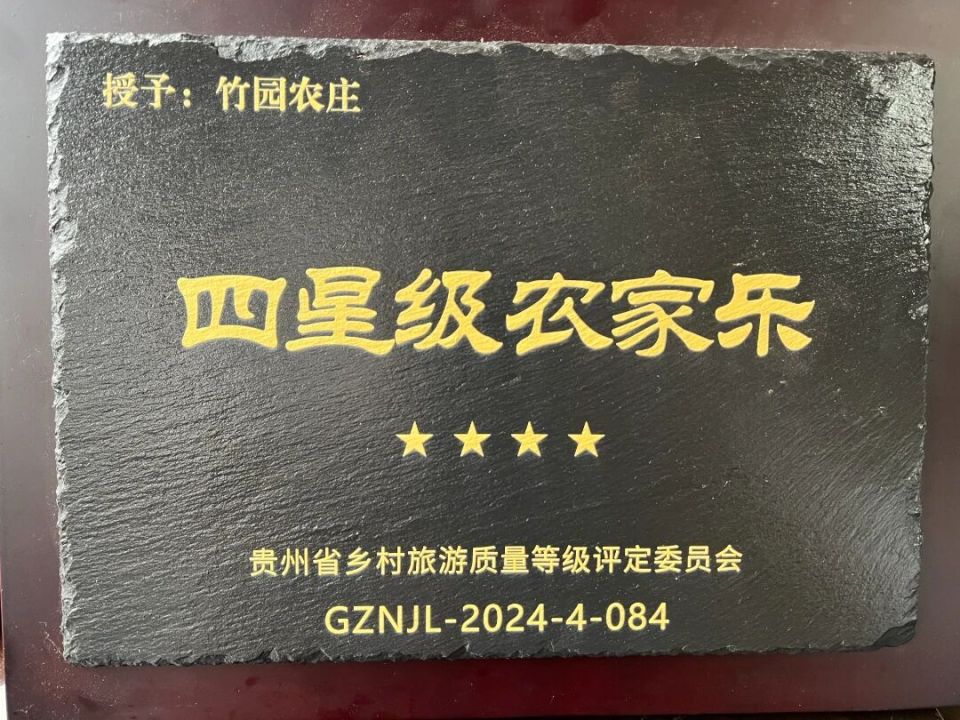 授予：竹园农庄
四星级农家乐
★★★★
贵州省乡村旅游质量等级评定委员会
GZNJL-2024-4-084